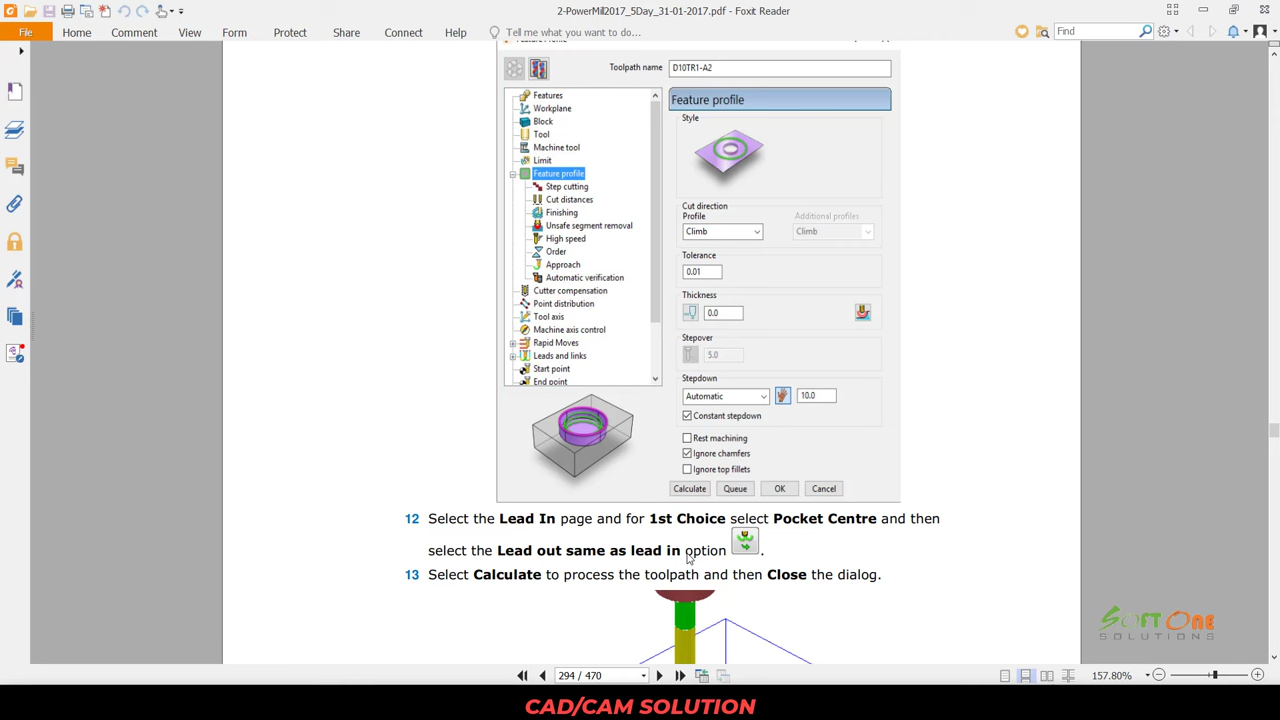 2-PowerMill2017_5Day_31-01-2017.pdf - Foxit Reader
File Home Comment View Form Protect Share Connect Help Tell me what you want to do... Find
Toolpath name D10TR1-A2
Features
Workplane
Block
Tool
Machine tool
Limit
Feature profile
Step cutting
Cut distances
Finishing
Unsafe segment removal
High speed
Order
Approach
Automatic verification
Cutter compensation
Point distribution
Tool axis
Machine axis control
Rapid Moves
Leads and links
Start point
End point
Feature profile
Style
Cut direction
Profile Additional profiles
Climb Climb
Tolerance
0.01
Thickness
0.0
Stepover
5.0
Stepdown
Automatic 10.0
Constant stepdown
Rest machining
Ignore chamfers
Ignore top fillets
Calculate Queue OK Cancel
12 Select the Lead In page and for 1st Choice select Pocket Centre and then
select the Lead out same as lead in option .
13 Select Calculate to process the toolpath and then Close the dialog.
SOFT ONE
SOLUTIONS
294 / 470 157.80%
CAD/CAM SOLUTION